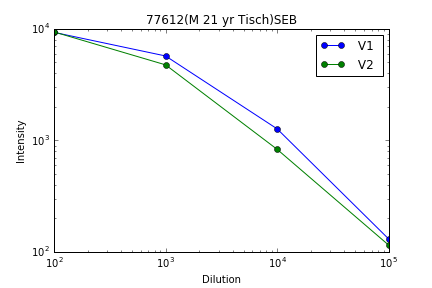 77612(M 21 yr Tisch)SEB
10^4
10^3
10^2
Intensity
V1
V2
10^2
10^3
10^4
10^5
Dilution